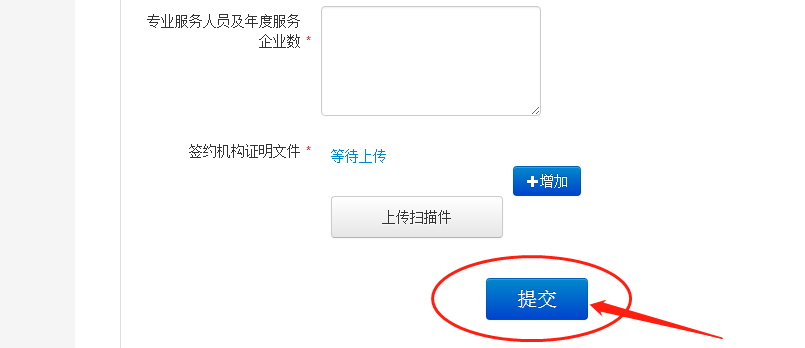 专业服务人员及年度服务
企业数 *
签约机构证明文件 *
等待上传
+增加
上传扫描件
提交